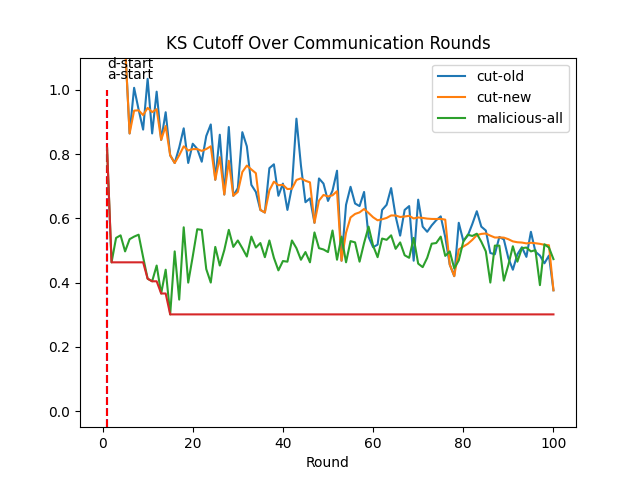 KS Cutoff Over Communication Rounds
d-start
a-start
cut-old
cut-new
malicious-all
1.0
0.8
0.6
0.4
0.2
0.0
0 20 40 60 80 100
Round